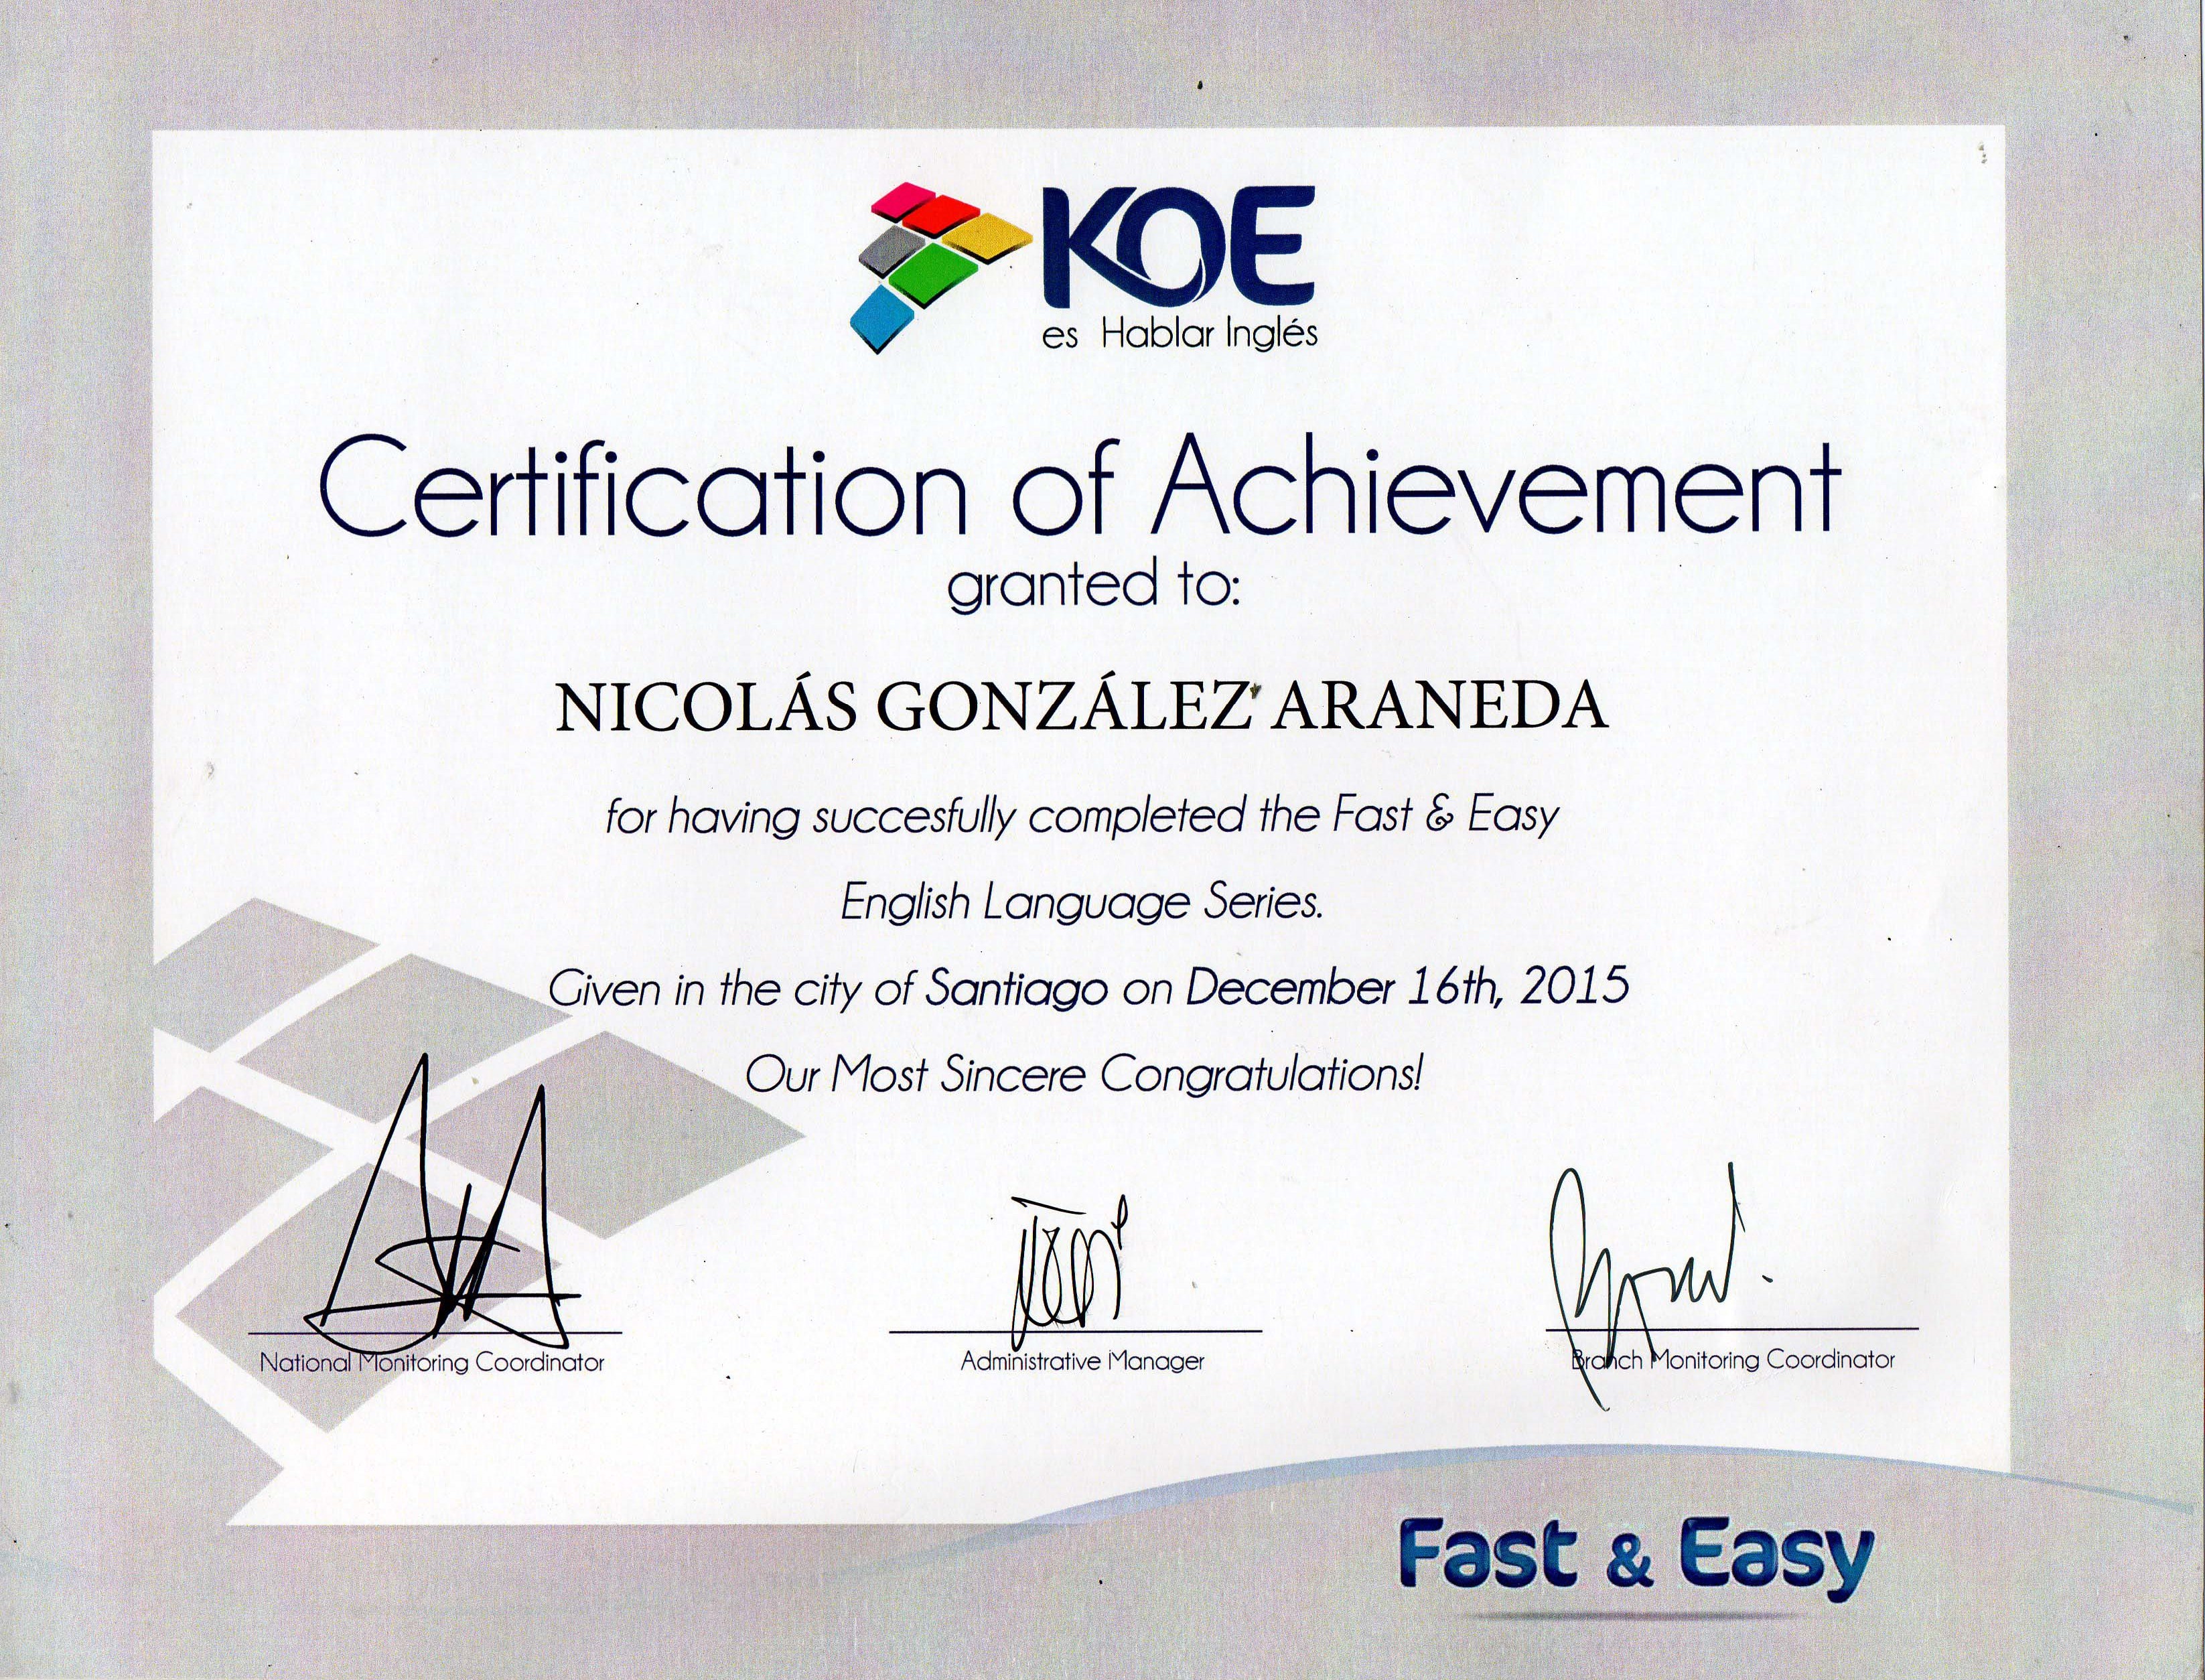 KOE
es Hablar Inglés
Certification of Achievement
granted to:
NICOLÁS GONZÁLEZ ARANEDA
for having succesfully completed the Fast & Easy
English Language Series.
Given in the city of Santiago on December 16th, 2015
Our Most Sincere Congratulations!
National Monitoring Coordinator
Administrative Manager
Branch Monitoring Coordinator
Fast & Easy